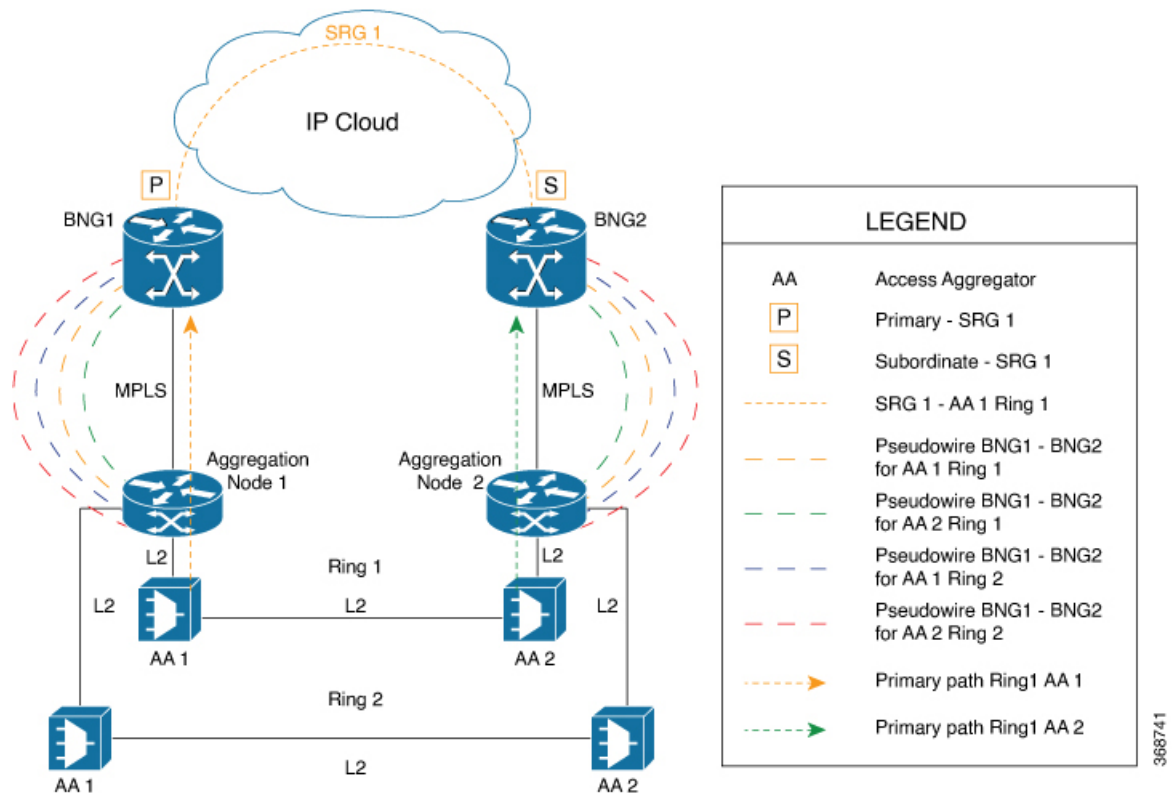 SRG 1
IP Cloud
P
S
BNG1
BNG2
MPLS
MPLS
Aggregation
Node 1
Aggregation
Node 2
L2
L2
Ring 1
L2
L2
L2
AA 1
AA 2
Ring 2
L2
AA 1
AA 2
LEGEND
AA Access Aggregator
P Primary - SRG 1
S Subordinate - SRG 1
SRG 1 - AA 1 Ring 1
Pseudowire BNG1 - BNG2
for AA 1 Ring 1
Pseudowire BNG1 - BNG2
for AA 2 Ring 1
Pseudowire BNG1 - BNG2
for AA 1 Ring 2
Pseudowire BNG1 - BNG2
for AA 2 Ring 2
Primary path Ring1 AA 1
Primary path Ring1 AA 2
368741